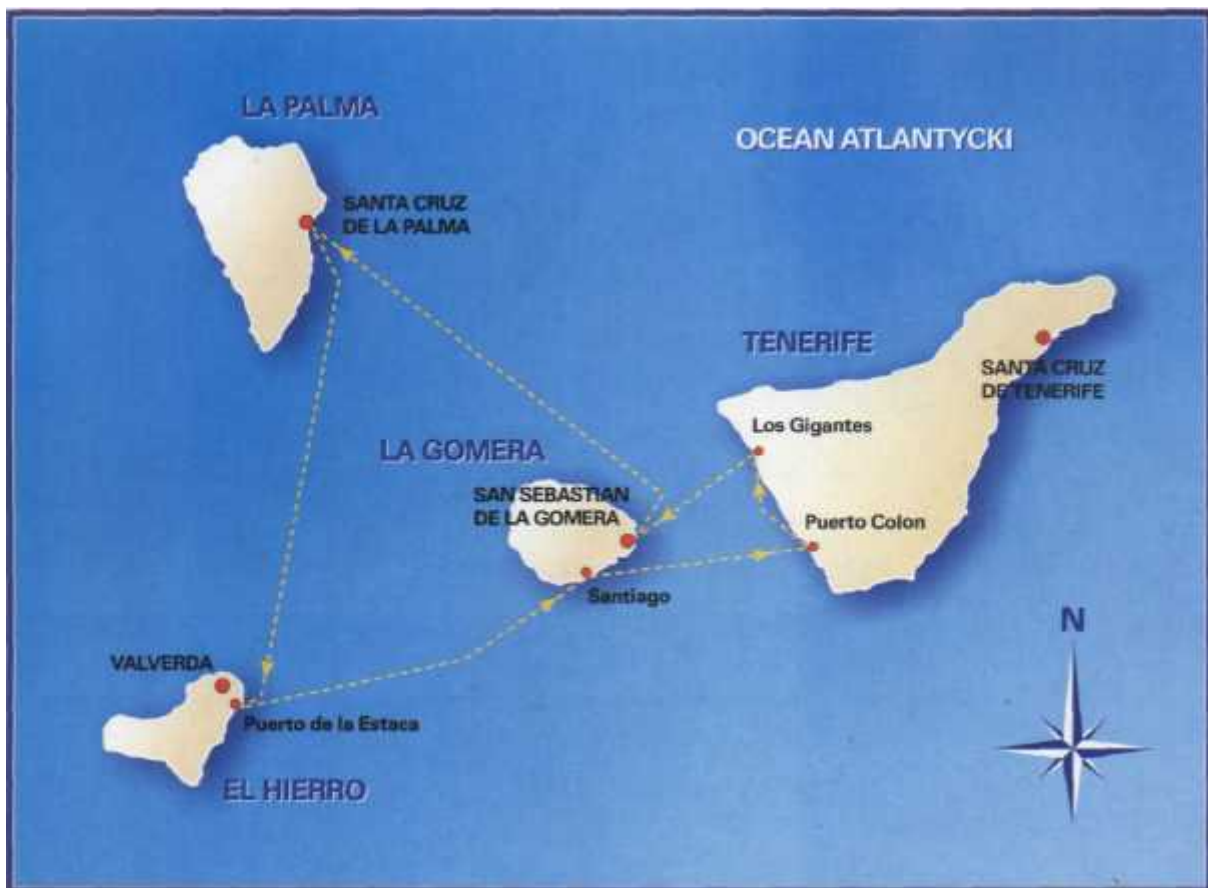 LA PALMA
OCEAN ATLANTYCKI
SANTA CRUZ
DE LA PALMA
TENERIFE
SANTA CRUZ
DE TENERIFE
Los Gigantes
LA GOMERA
SAN SEBASTIAN
DE LA GOMERA
Puerto Colon
Santiago
N
VALVERDA
Puerto de la Estaca
EL HIERRO